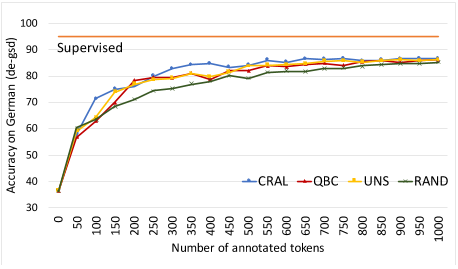 100
90
80
70
60
50
40
30
Accuracy on German (de-gsd)
Supervised
CRAL QBC UNS RAND
0 50 100 150 200 250 300 350 400 450 500 550 600 650 700 750 800 850 900 950 1000
Number of annotated tokens